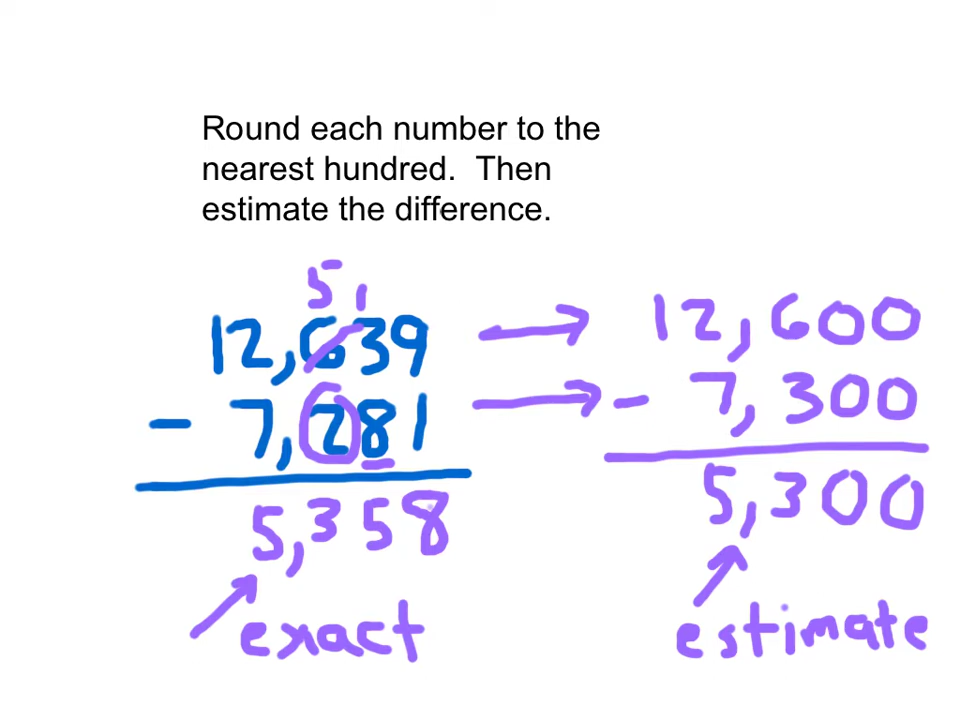 Round each number to the
nearest hundred. Then
estimate the difference.
5 1
12,639 → 12,600
- 7,281 → - 7,300
5,358 5,300
exact estimate